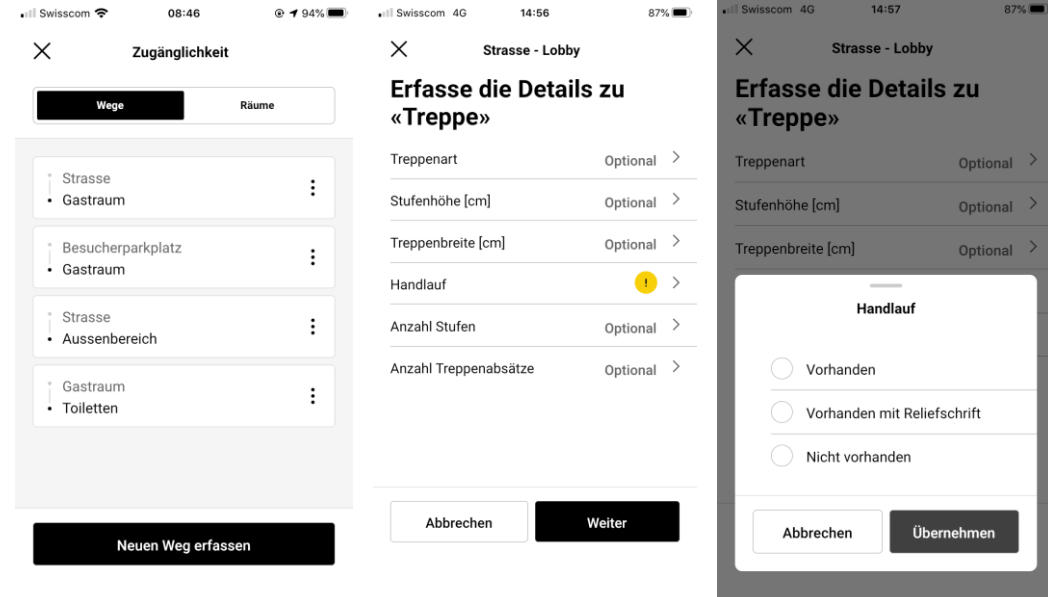 Swisscom
08:46
94%
Zugänglichkeit
Wege
Räume
Strasse
Gastraum
Besucherparkplatz
Gastraum
Strasse
Aussenbereich
Gastraum
Toiletten
Neuen Weg erfassen
Swisscom 4G
14:56
87%
Strasse - Lobby
Erfasse die Details zu
«Treppe»
Treppenart
Optional
Stufenhöhe [cm]
Optional
Treppenbreite [cm]
Optional
Handlauf
!
Anzahl Stufen
Optional
Anzahl Treppenabsätze
Optional
Abbrechen
Weiter
Swisscom 4G
14:57
87%
Strasse - Lobby
Erfasse die Details zu
«Treppe»
Treppenart
Optional
Stufenhöhe [cm]
Optional
Treppenbreite [cm]
Optional
Handlauf
Vorhanden
Vorhanden mit Reliefschrift
Nicht vorhanden
Abbrechen
Übernehmen